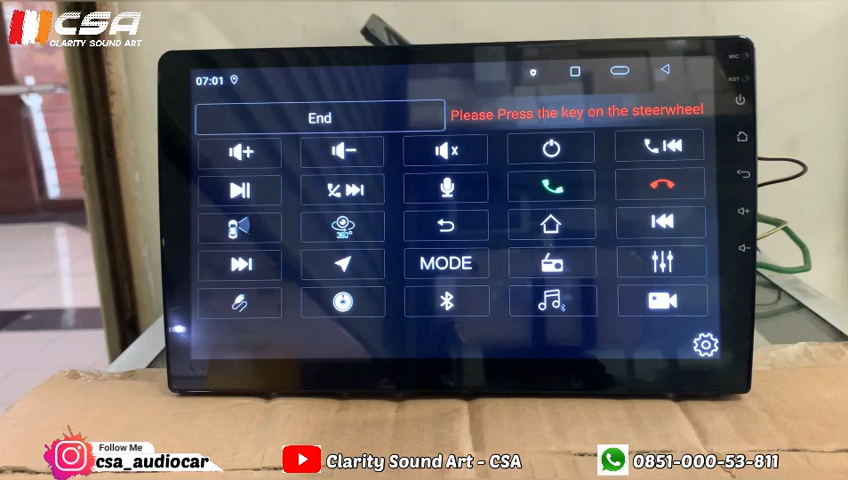 CSA
CLARITY SOUND ART
07:01
MIC
RST
End
Please Press the key on the steerwheel
360°
MODE
Follow Me
csa_audiocar
Clarity Sound Art - CSA
0851-000-53-811